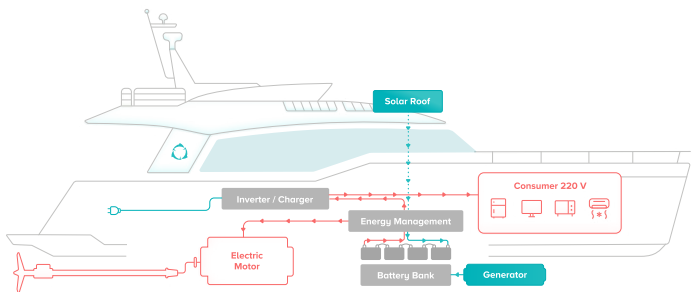 Solar Roof
Consumer 220 V
Inverter / Charger
Energy Management
Electric
Motor
Battery Bank
Generator